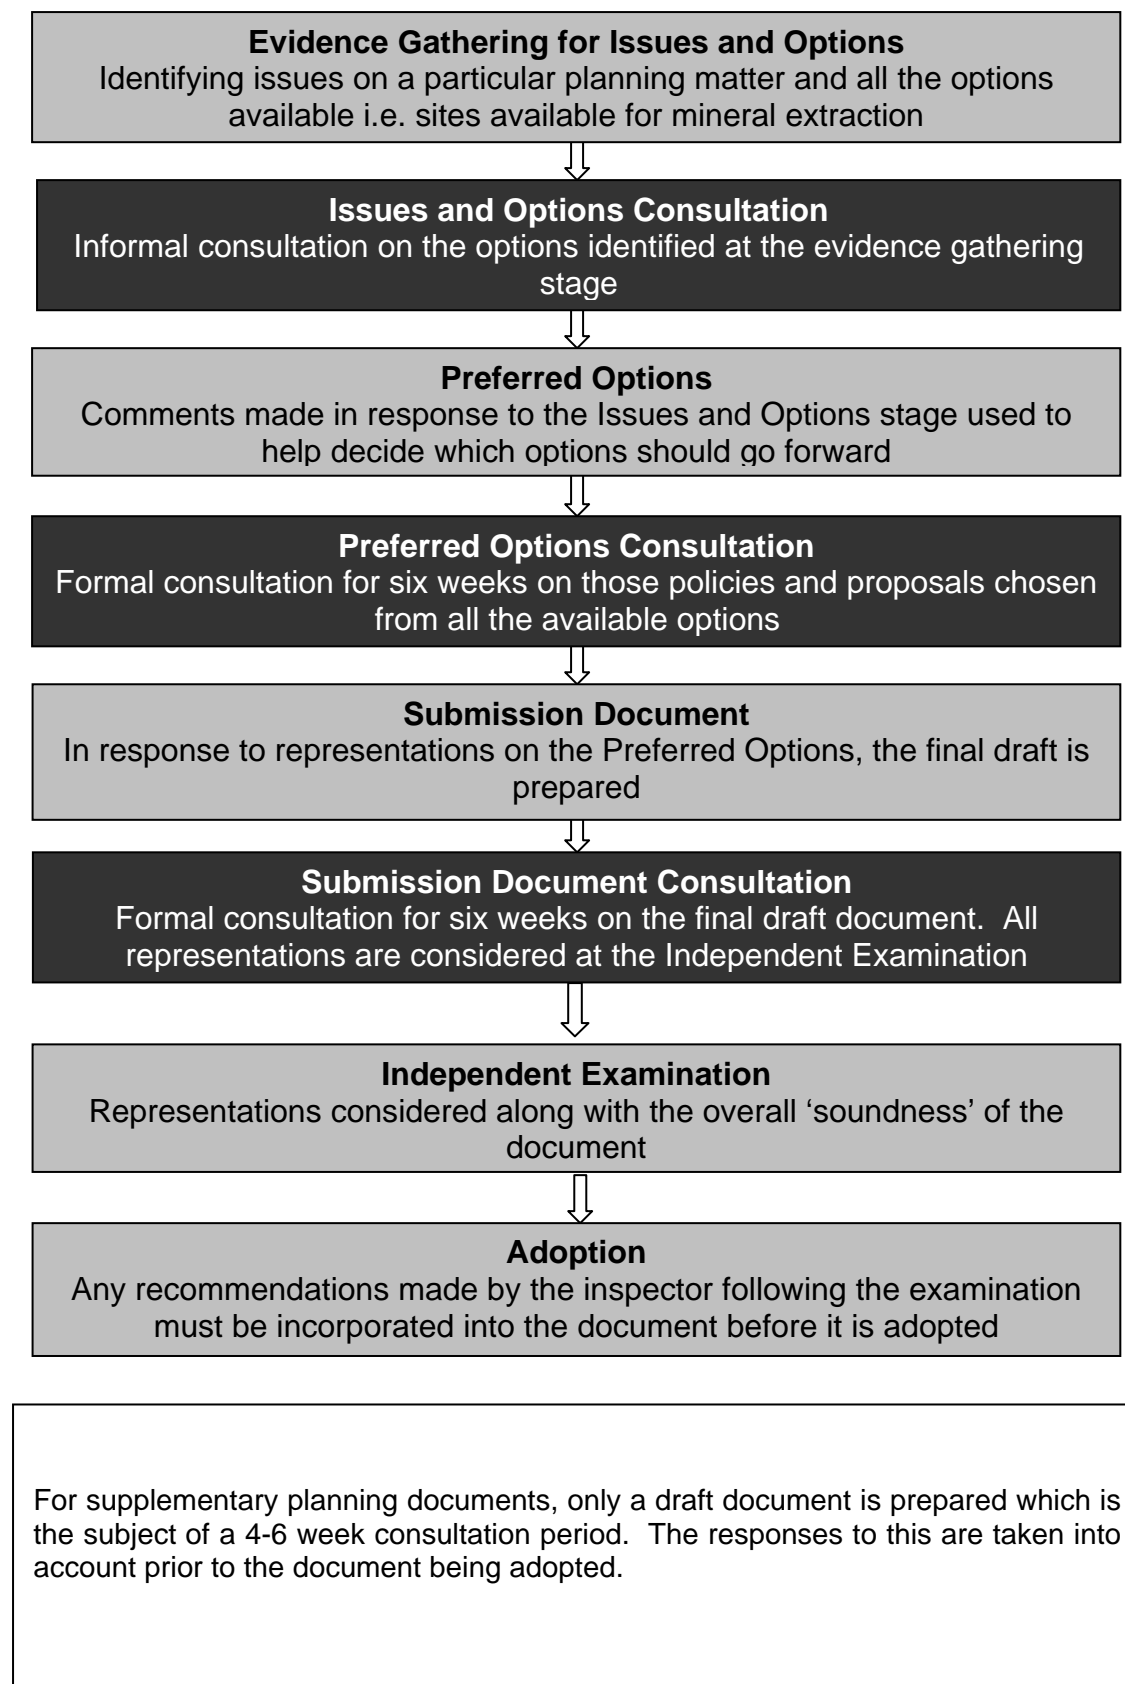 Evidence Gathering for Issues and Options
Identifying issues on a particular planning matter and all the options
available i.e. sites available for mineral extraction
Issues and Options Consultation
Informal consultation on the options identified at the evidence gathering
stage
Preferred Options
Comments made in response to the Issues and Options stage used to
help decide which options should go forward
Preferred Options Consultation
Formal consultation for six weeks on those policies and proposals chosen
from all the available options
Submission Document
In response to representations on the Preferred Options, the final draft is
prepared
Submission Document Consultation
Formal consultation for six weeks on the final draft document.  All
representations are considered at the Independent Examination
Independent Examination
Representations considered along with the overall ‘soundness’ of the
document
Adoption
Any recommendations made by the inspector following the examination
must be incorporated into the document before it is adopted
For supplementary planning documents, only a draft document is prepared which is
the subject of a 4-6 week consultation period.  The responses to this are taken into
account prior to the document being adopted.